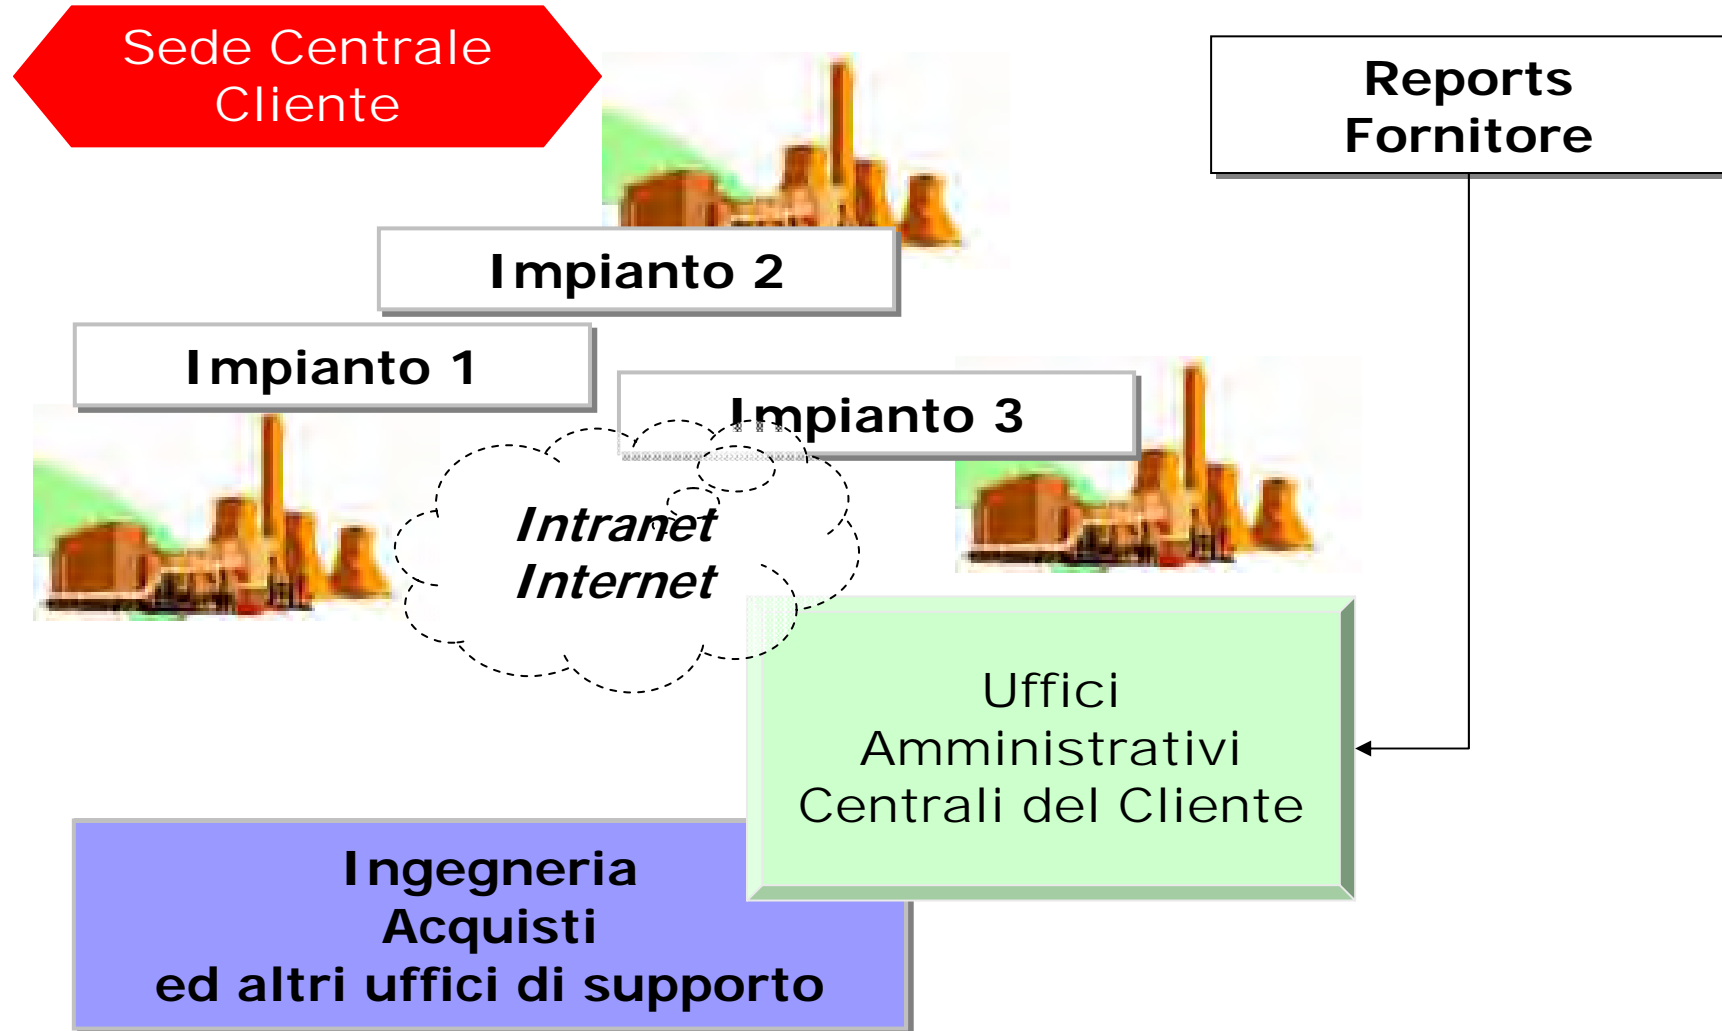 Sede Centrale
Cliente
Reports
Fornitore
Impianto 2
Impianto 1
Impianto 3
Intranet
Internet
Uffici
Amministrativi
Centrali del Cliente
Ingegneria
Acquisti
ed altri uffici di supporto